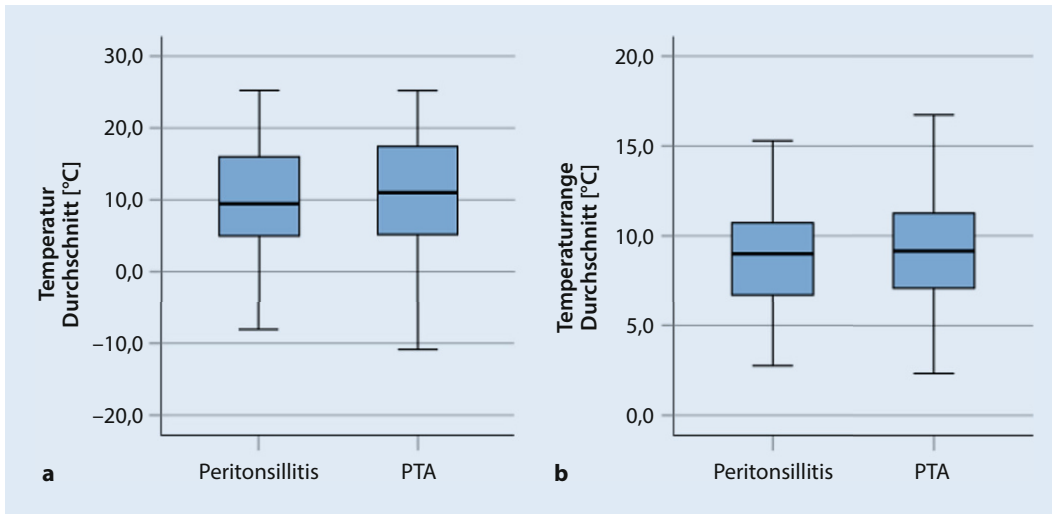 30,0
20,0
10,0
0,0
–10,0
–20,0
Temperatur
Durchschnitt [°C]
Peritonsillitis
PTA
a
20,0
15,0
10,0
5,0
0,0
Temperaturrange
Durchschnitt [°C]
Peritonsillitis
PTA
b